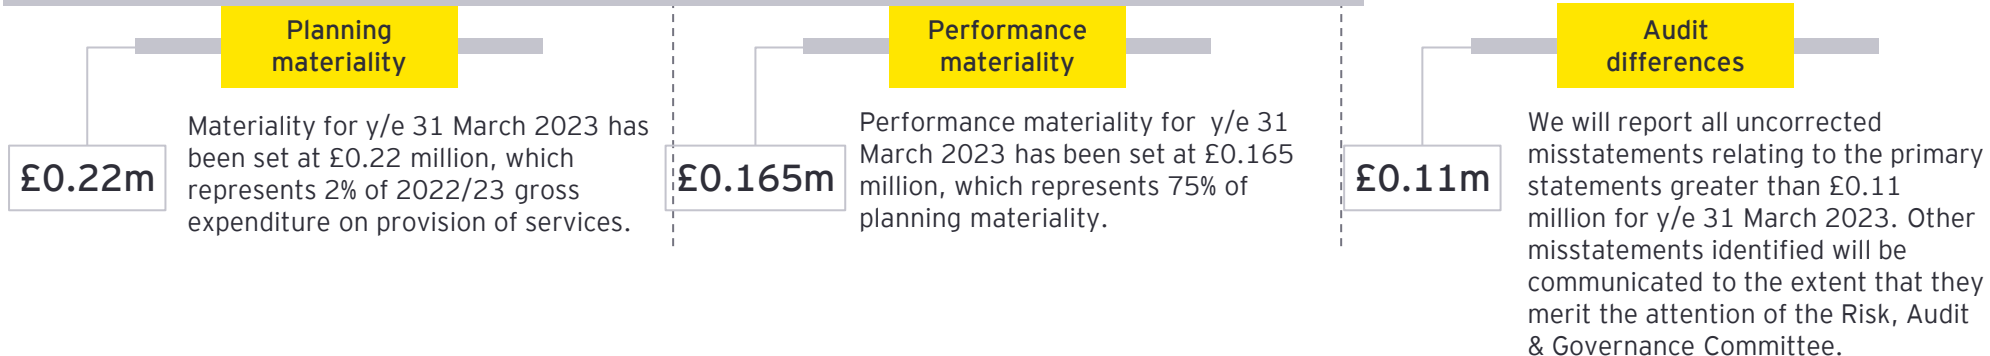 Planning
materiality
£0.22m
Materiality for y/e 31 March 2023 has
been set at £0.22 million, which
represents 2% of 2022/23 gross
expenditure on provision of services.
Performance
materiality
£0.165m
Performance materiality for y/e 31
March 2023 has been set at £0.165
million, which represents 75% of
planning materiality.
Audit
differences
£0.11m
We will report all uncorrected
misstatements relating to the primary
statements greater than £0.11
million for y/e 31 March 2023. Other
misstatements identified will be
communicated to the extent that they
merit the attention of the Risk, Audit
& Governance Committee.